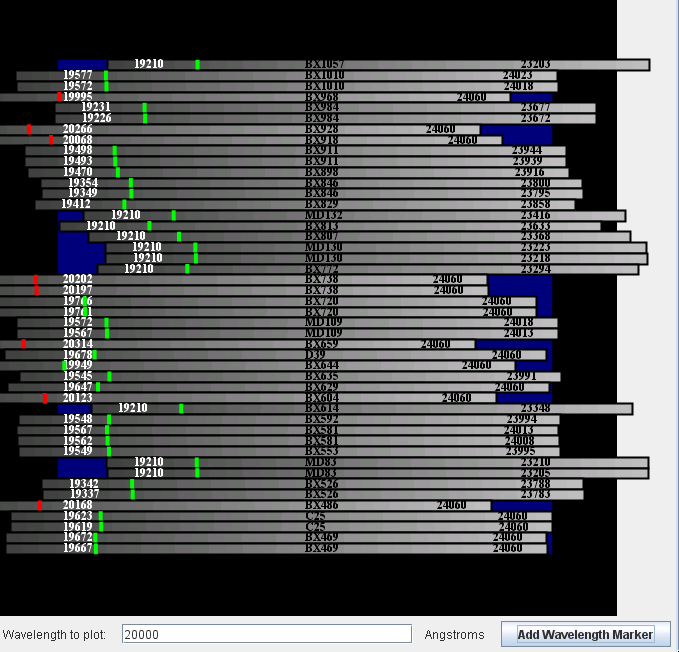 19210 BX1057 23203
19577 BX1010 24023
19572 BX1010 24018
19995 BX968 24060
19231 BX984 23677
19226 BX984 23672
20266 BX928 24060
20068 BX918 24060
19498 BX911 23944
19493 BX911 23939
19470 BX898 23916
19354 BX846 23800
19349 BX846 23795
19412 BX829 23858
19210 MD132 23416
19210 BX813 23633
19210 BX807 23368
19210 MD130 23223
19210 MD130 23218
19210 BX772 23294
20202 BX738 24060
20197 BX738 24060
BX720 24060
BX720 24060
19572 MD109 24018
19567 MD109 24013
20314 BX659 24060
19678 D39 24060
19949 BX644 24060
19545 BX635 23991
19647 BX629 24060
20123 BX604 24060
19210 BX614 23348
19548 BX592 23994
19567 BX581 24013
19562 BX581 24008
19549 BX553 23995
19210 MD83 23210
19210 MD83 23205
19342 BX526 23788
19337 BX526 23783
20168 BX486 24060
19623 C25 24060
19619 C25 24060
19672 BX469 24060
19667 BX469 24060
Wavelength to plot: 20000 Angstroms Add Wavelength Marker